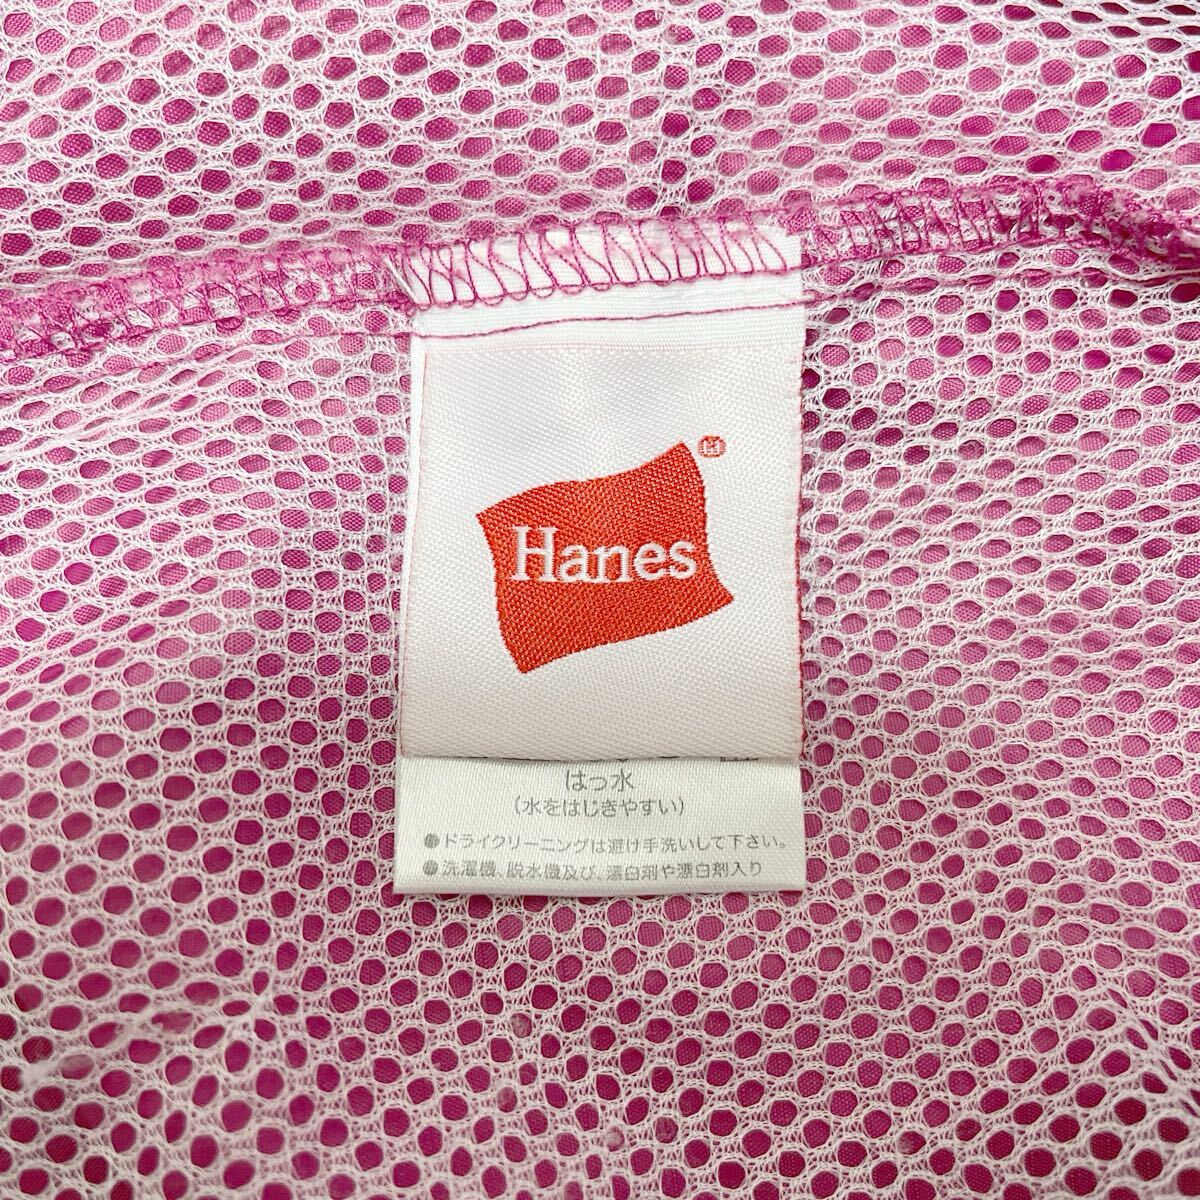 Hanes
はっ水
(水をはじきやすい)
●ドライクリーニングは避け手洗いして下さい。
●洗濯機、脱水機及び、漂白剤や漂白剤入り